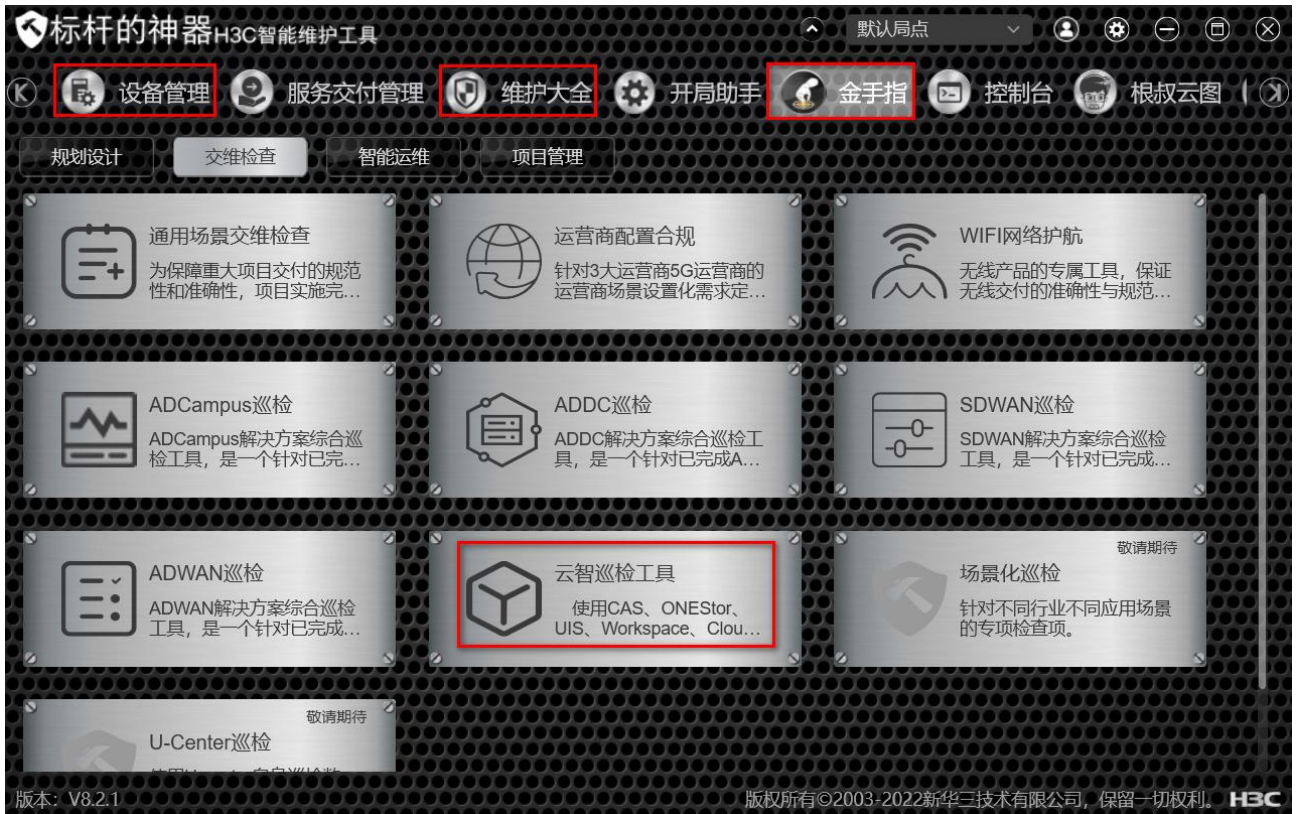 标杆的神器H3C智能维护工具
默认局点
设备管理
服务交付管理
维护大全
开局助手
金手指
控制台
根叔云图
规划设计
交维检查
智能运维
项目管理
通用场景交维检查
为保障重大项目交付的规范
性和准确性，项目实施完...
运营商配置合规
针对3大运营商5G运营商的
运营商场景设置化需求定...
WIFI网络护航
无线产品的专属工具，保证
无线交付的准确性与规范...
ADCampus巡检
ADCampus解决方案综合巡
检工具，是一个针对已完...
ADDC巡检
ADDC解决方案综合巡检工
具，是一个针对已完成A...
SDWAN巡检
SDWAN解决方案综合巡检
工具，是一个针对已完成...
ADWAN巡检
ADWAN解决方案综合巡检
工具，是一个针对已完成...
云智巡检工具
使用CAS、ONEStor、
UIS、Workspace、Clou...
敬请期待
场景化巡检
针对不同行业不同应用场景
的专项检查项。
敬请期待
U-Center巡检
版本：V8.2.1
版权所有©2003-2022新华三技术有限公司，保留一切权利。 H3C